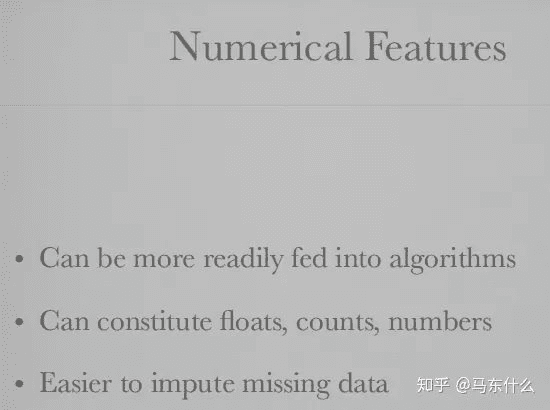 Numerical Features
• Can be more readily fed into algorithms
• Can constitute floats, counts, numbers
• Easier to impute missing data
知乎 @马东什么